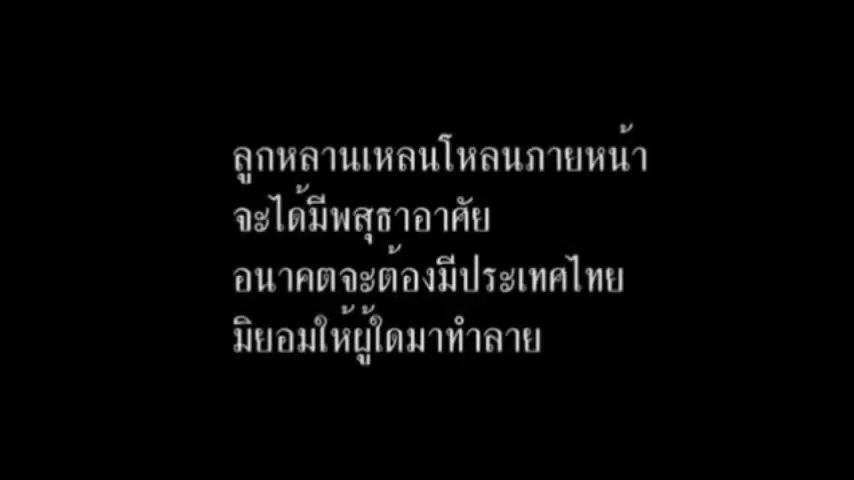 ลูกหลานเหลนโหลนภายหน้า
จะได้มีพสุธาอาศัย
อนาคตจะต้องมีประเทศไทย
มิยอมให้ผู้ใดมาทำลาย